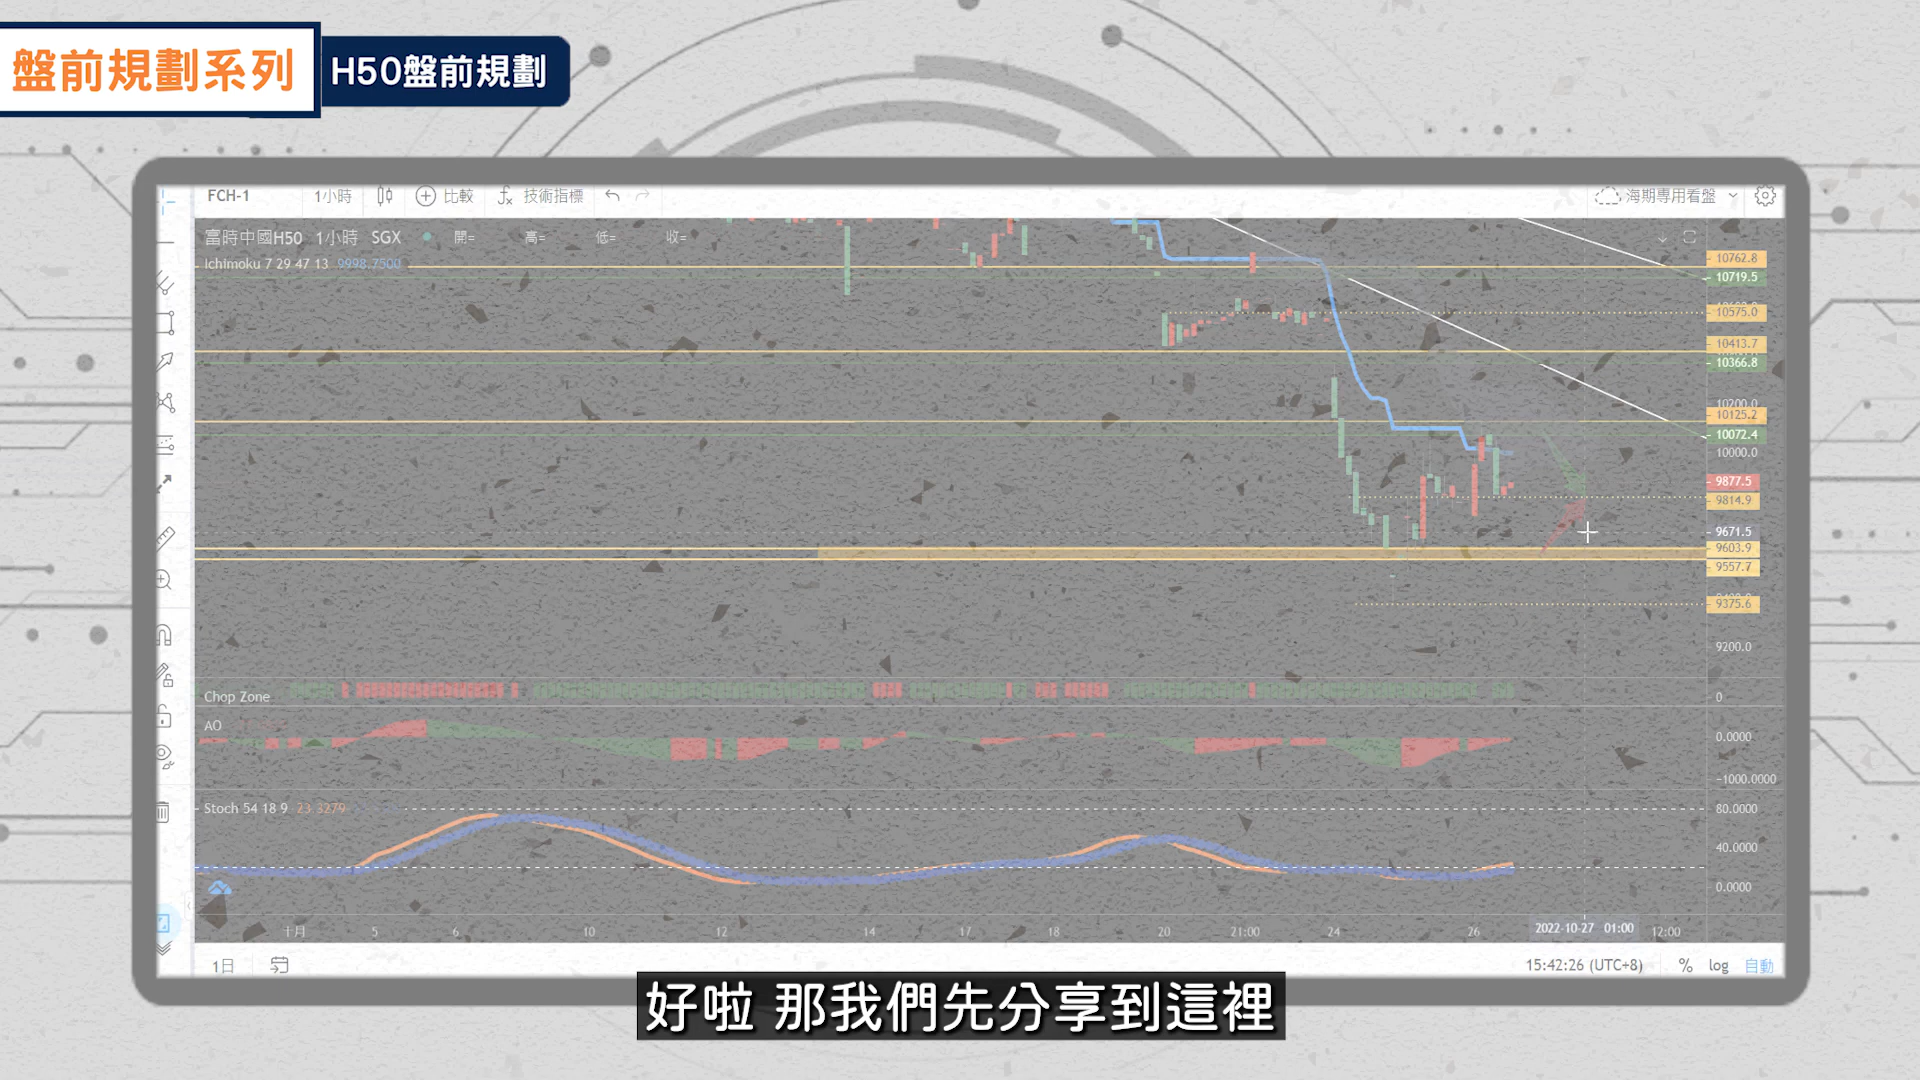 盤前規劃系列
H50盤前規劃
FCH-1 1小時 比較 技術指標 海期專用看盤
富時中國H50 1小時 SGX 開= 高= 低= 收=
Ichimoku 7 29 47 13 9998.7500
10762.8
10719.5
10575.0
10413.7
10366.8
10200.0
10125.2
10072.4
10000.0
9877.5
9814.9
9671.5
9603.9
9557.7
9375.6
9200.0
Chop Zone 0
AO
0.0000
-1000.0000
Stoch 54 18 9 23.3279 80.0000
40.0000
0.0000
十月 5 6 10 12 14 17 18 20 21:00 24 26 2022-10-27 01:00 12:00
1日 15:42:26 (UTC+8) % log 自動
好啦 那我們先分享到這裡